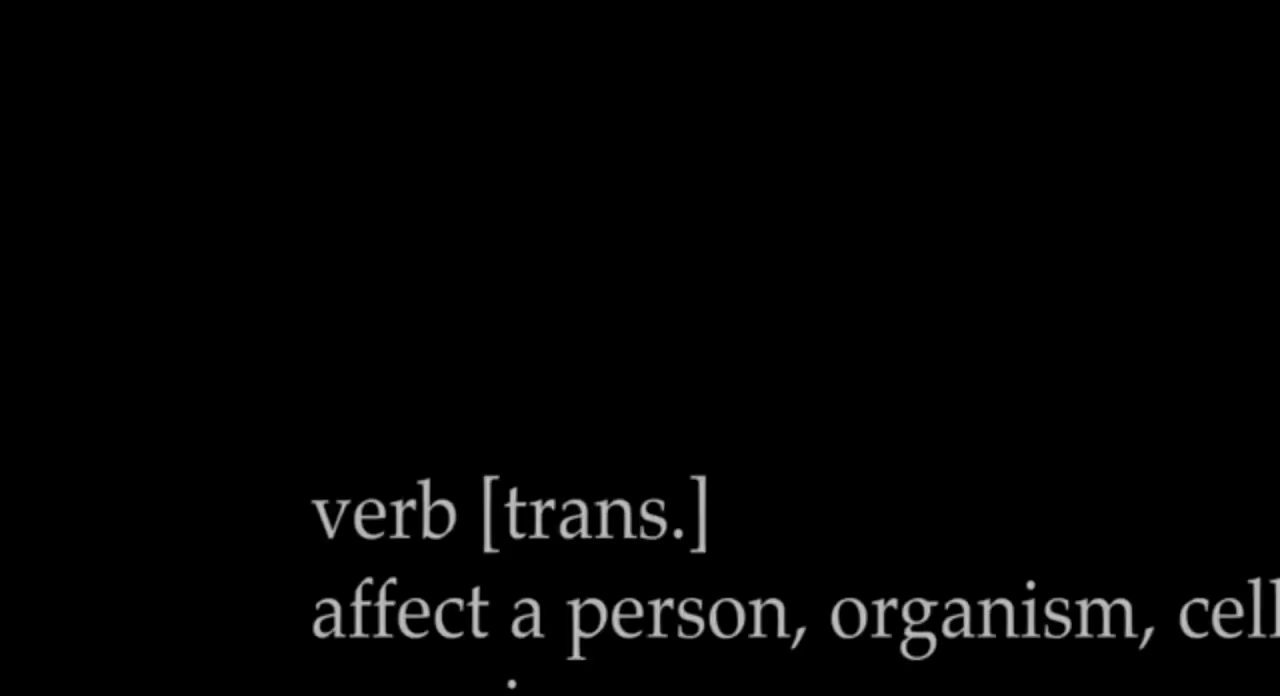 verb [trans.]
affect a person, organism, cell